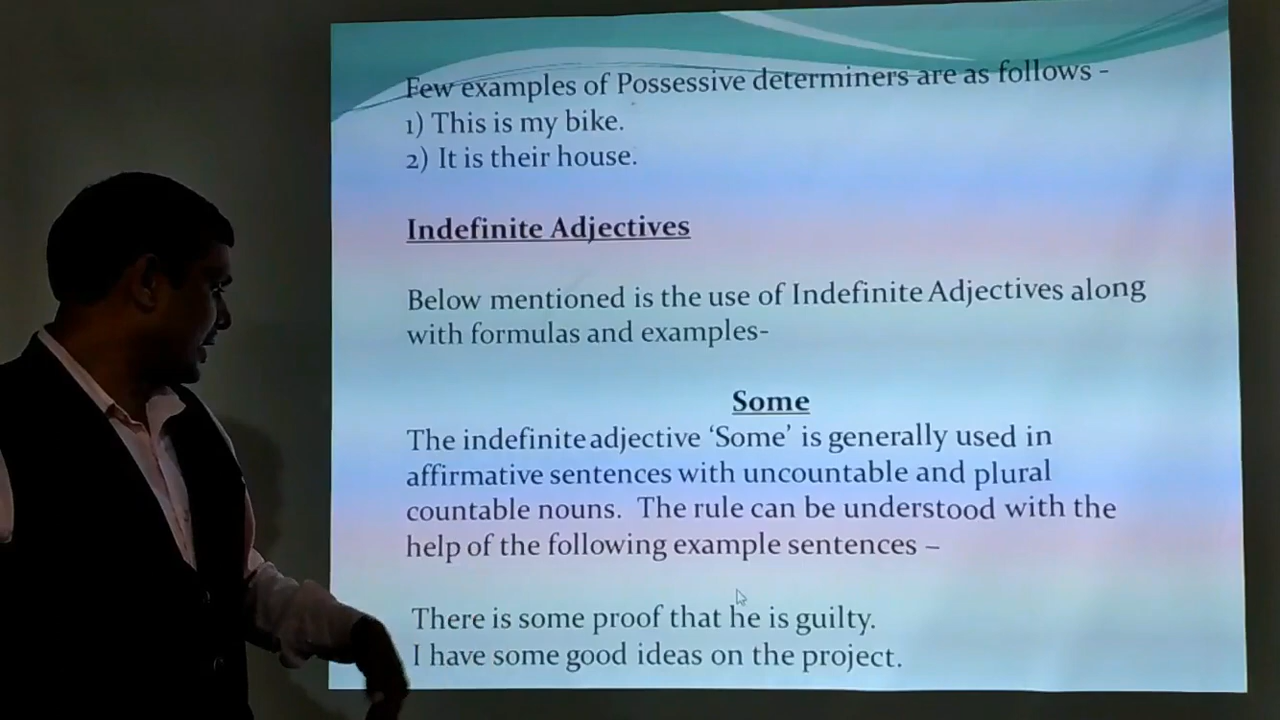 Few examples of Possessive determiners are as follows -
1) This is my bike.
2) It is their house.
Indefinite Adjectives
Below mentioned is the use of Indefinite Adjectives along
with formulas and examples-
Some
The indefinite adjective ‘Some’ is generally used in
affirmative sentences with uncountable and plural
countable nouns. The rule can be understood with the
help of the following example sentences –
There is some proof that he is guilty.
I have some good ideas on the project.